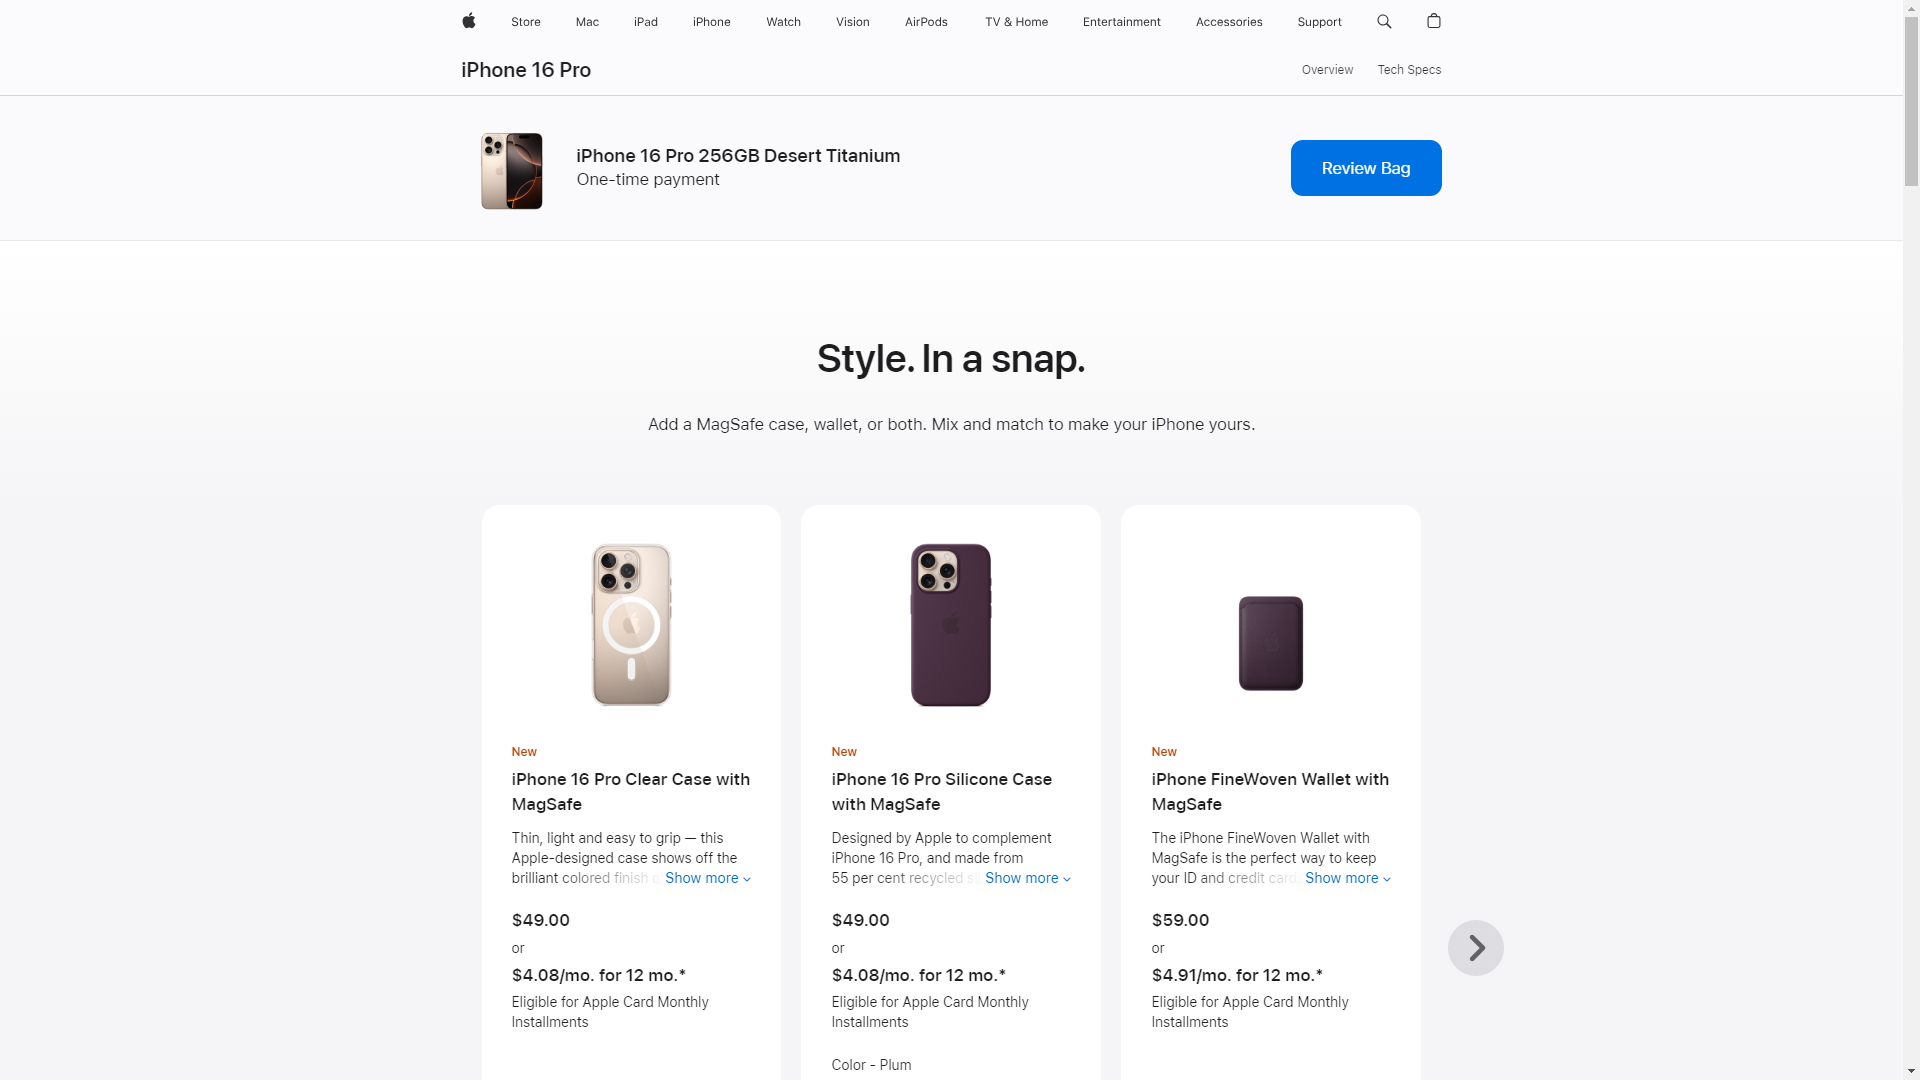 Store Mac iPad iPhone Watch Vision AirPods TV & Home Entertainment Accessories Support
iPhone 16 Pro
Overview Tech Specs
iPhone 16 Pro 256GB Desert Titanium
One-time payment
Review Bag
Style. In a snap.
Add a MagSafe case, wallet, or both. Mix and match to make your iPhone yours.
New
iPhone 16 Pro Clear Case with
MagSafe
Thin, light and easy to grip — this
Apple-designed case shows off the
brilliant colored finish Show more
$49.00
or
$4.08/mo. for 12 mo.*
Eligible for Apple Card Monthly
Installments
New
iPhone 16 Pro Silicone Case
with MagSafe
Designed by Apple to complement
iPhone 16 Pro, and made from
55 per cent recycled Show more
$49.00
or
$4.08/mo. for 12 mo.*
Eligible for Apple Card Monthly
Installments
Color - Plum
New
iPhone FineWoven Wallet with
MagSafe
The iPhone FineWoven Wallet with
MagSafe is the perfect way to keep
your ID and credit card Show more
$59.00
or
$4.91/mo. for 12 mo.*
Eligible for Apple Card Monthly
Installments